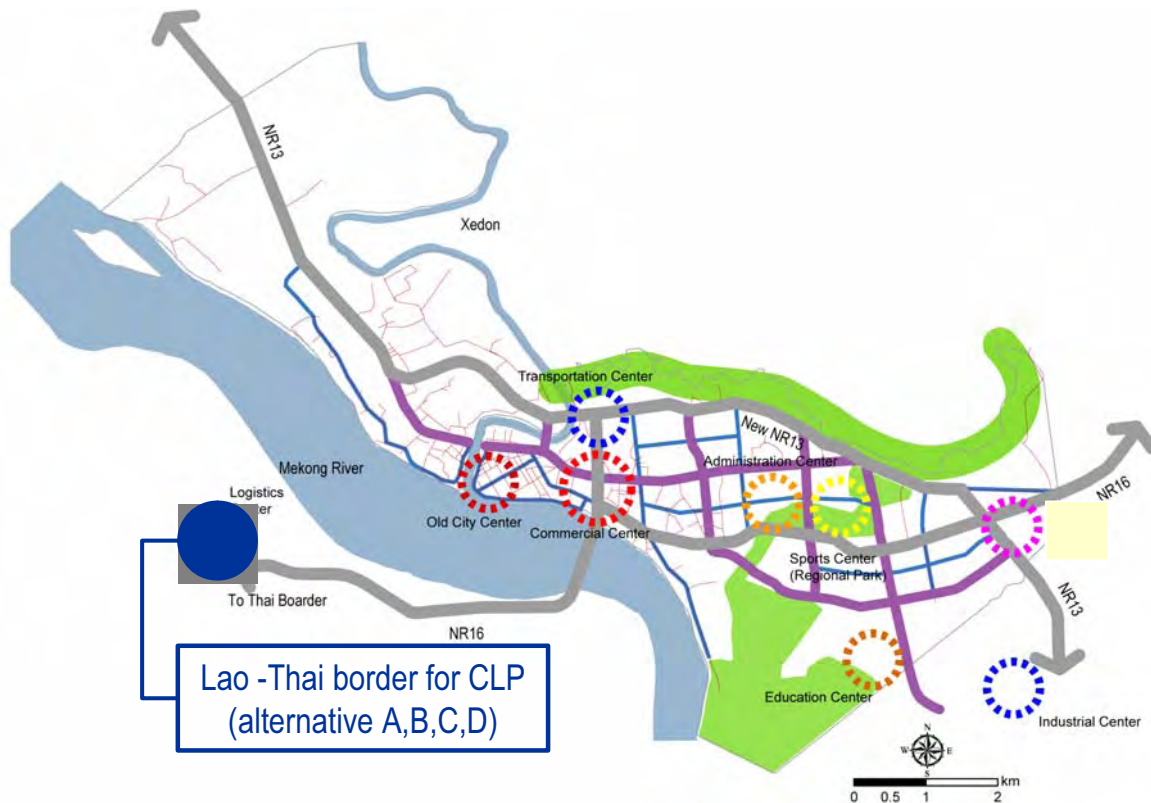 NR13
Xedon
Transportation Center
New NR13
Administration Center
Mekong River
Logistics
Old City Center
Commercial Center
NR16
Sports Center
(Regional Park)
To Thai Boarder
NR16
NR13
Lao -Thai border for CLP
(alternative A,B,C,D)
Education Center
Industrial Center
N
W E
S
km
0 0.5 1 2